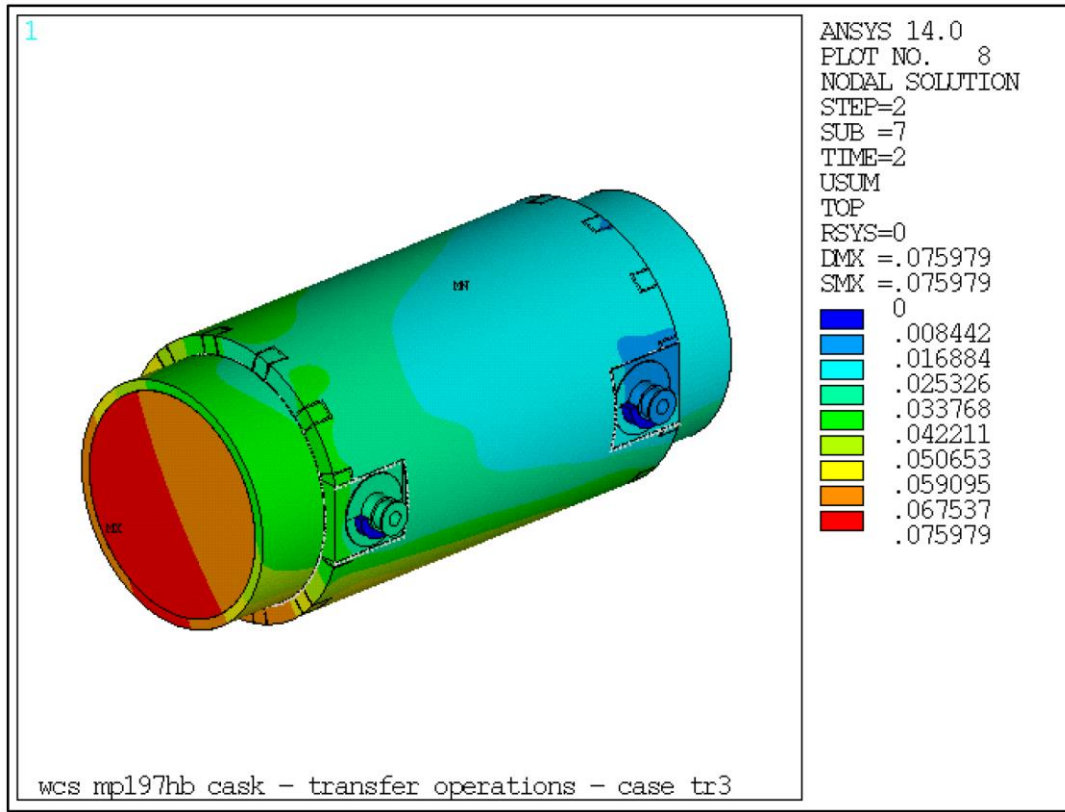 1
ANSYS 14.0
PLOT NO.   8
NODAL SOLUTION
STEP=2
SUB =7
TIME=2
USUM
TOP
RSYS=0
DMX =.075979
SMX =.075979
0
.008442
.016884
.025326
.033768
.042211
.050653
.059095
.067537
.075979
MN
MX
wcs mp197hb cask – transfer operations – case tr3